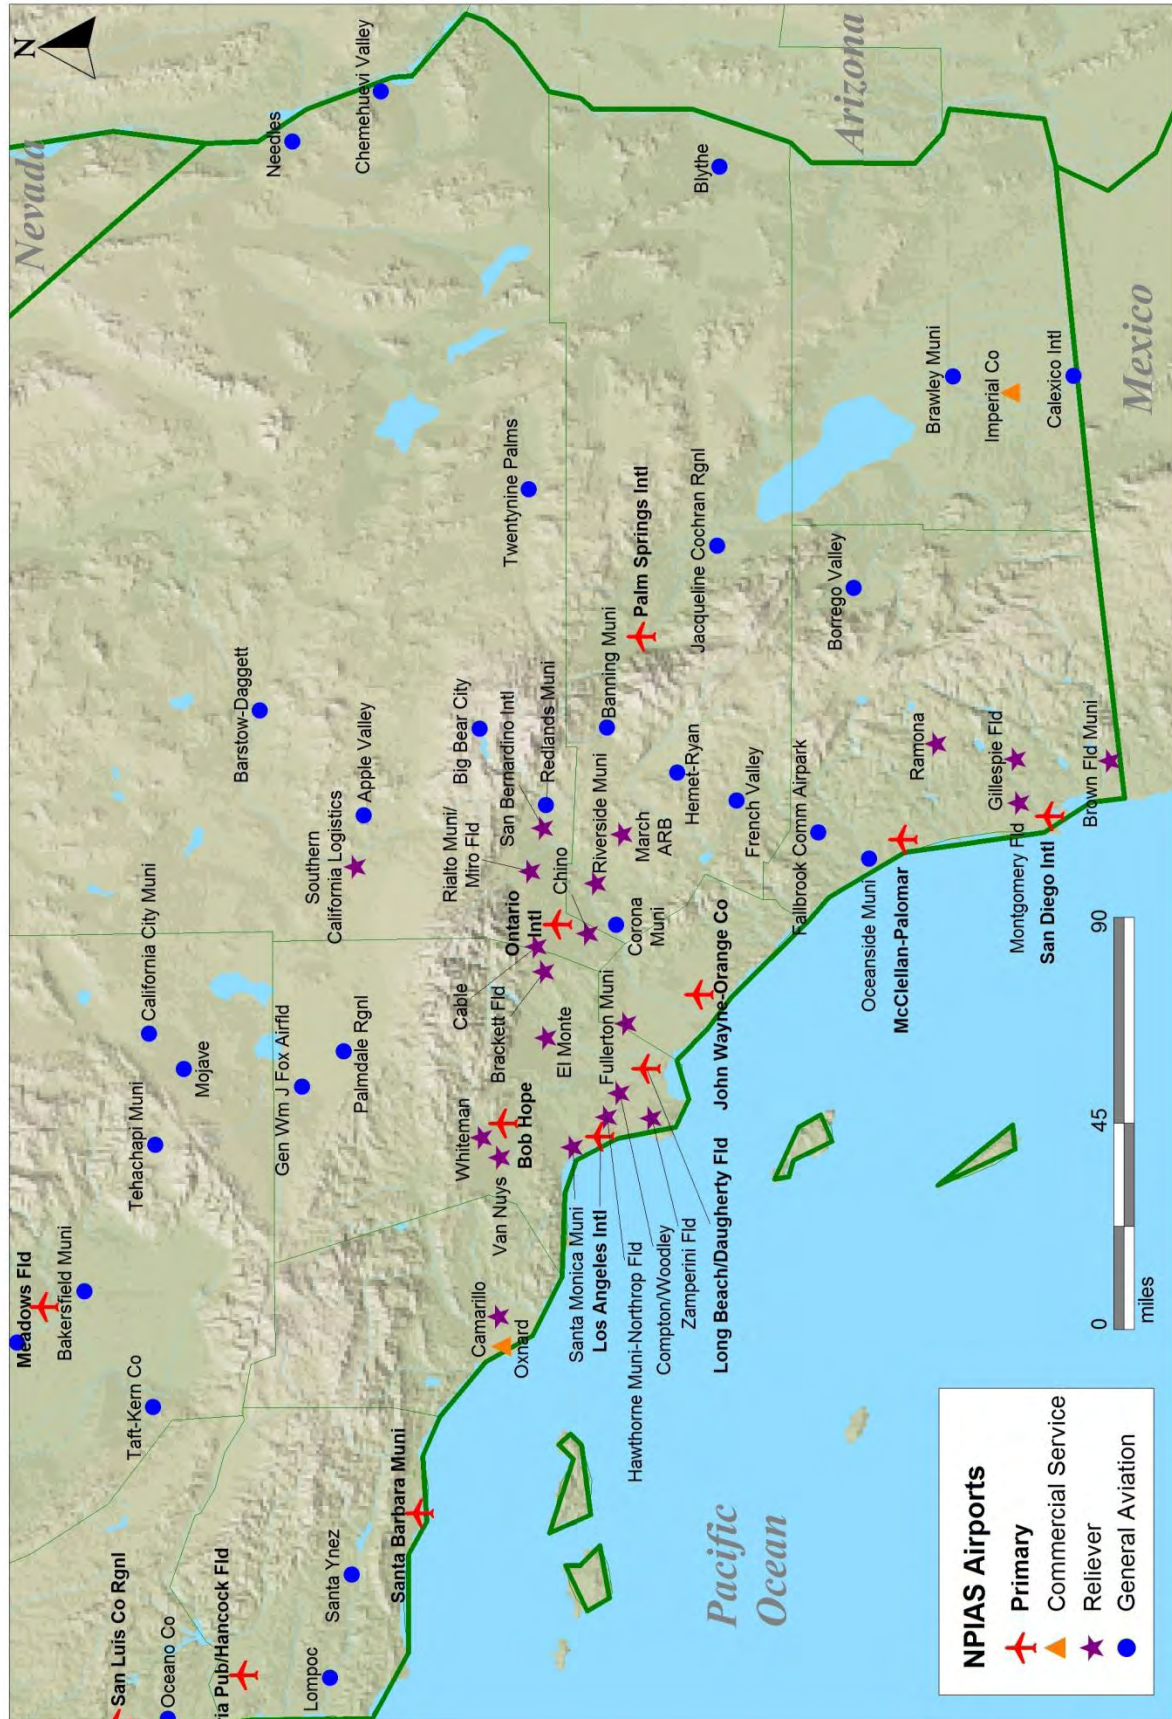 N
Nevada
Needles
Chemehuevi Valley
Arizona
Blythe
Mexico
Brawley Muni
Imperial Co
Calexico Intl
Twentynine Palms
Palm Springs Intl
Jacqueline Cochran Rgnl
Borrego Valley
Barstow-Daggett
Southern
California Logistics
Apple Valley
Big Bear City
Rialto Muni/
Miro Fld
San Bernardino Intl
Redlands Muni
Banning Muni
Riverside Muni
March
ARB
Hemet-Ryan
French Valley
Chino
Ontario
Intl
Corona
Muni
Fallbrook Comm Airpark
Oceanside Muni
McClellan-Palomar
Ramona
Gillespie Fld
Montgomery Fld
San Diego Intl
Brown Fld Muni
California City Muni
Mojave
Tehachapi Muni
Gen Wm J Fox Airfld
Palmdale Rgnl
Cable
Brackett Fld
El Monte
Fullerton Muni
John Wayne-Orange Co
Whiteman
Bob Hope
Van Nuys
Santa Monica Muni
Los Angeles Intl
Hawthorne Muni-Northrop Fld
Compton/Woodley
Zamperini Fld
Long Beach/Daugherty Fld
Meadows Fld
Bakersfield Muni
Taft-Kern Co
Camarillo
Oxnard
Santa Barbara Muni
Santa Ynez
Lompoc
San Luis Co Rgnl
Oceano Co
ria Pub/Hancock Fld
Pacific
Ocean
0 45 90
miles
NPIAS Airports
Primary
Commercial Service
Reliever
General Aviation